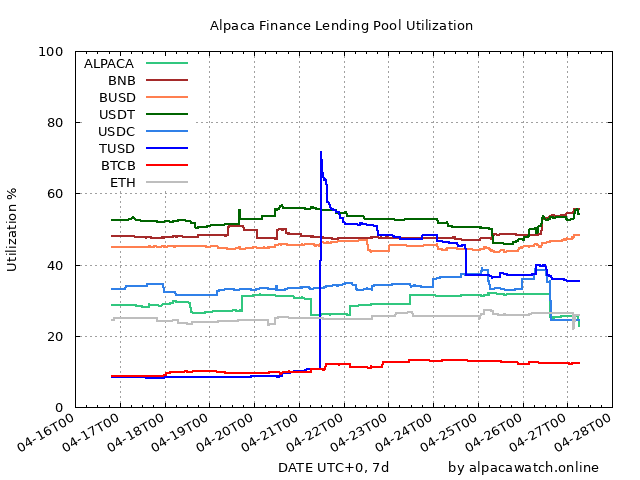 Alpaca Finance Lending Pool Utilization
100
80
60
40
20
0
Utilization %
ALPACA
BNB
BUSD
USDT
USDC
TUSD
BTCB
ETH
04-16T00
04-17T00
04-18T00
04-19T00
04-20T00
04-21T00
04-22T00
04-23T00
04-24T00
04-25T00
04-26T00
04-27T00
04-28T00
DATE UTC+0, 7d
by alpacawatch.online